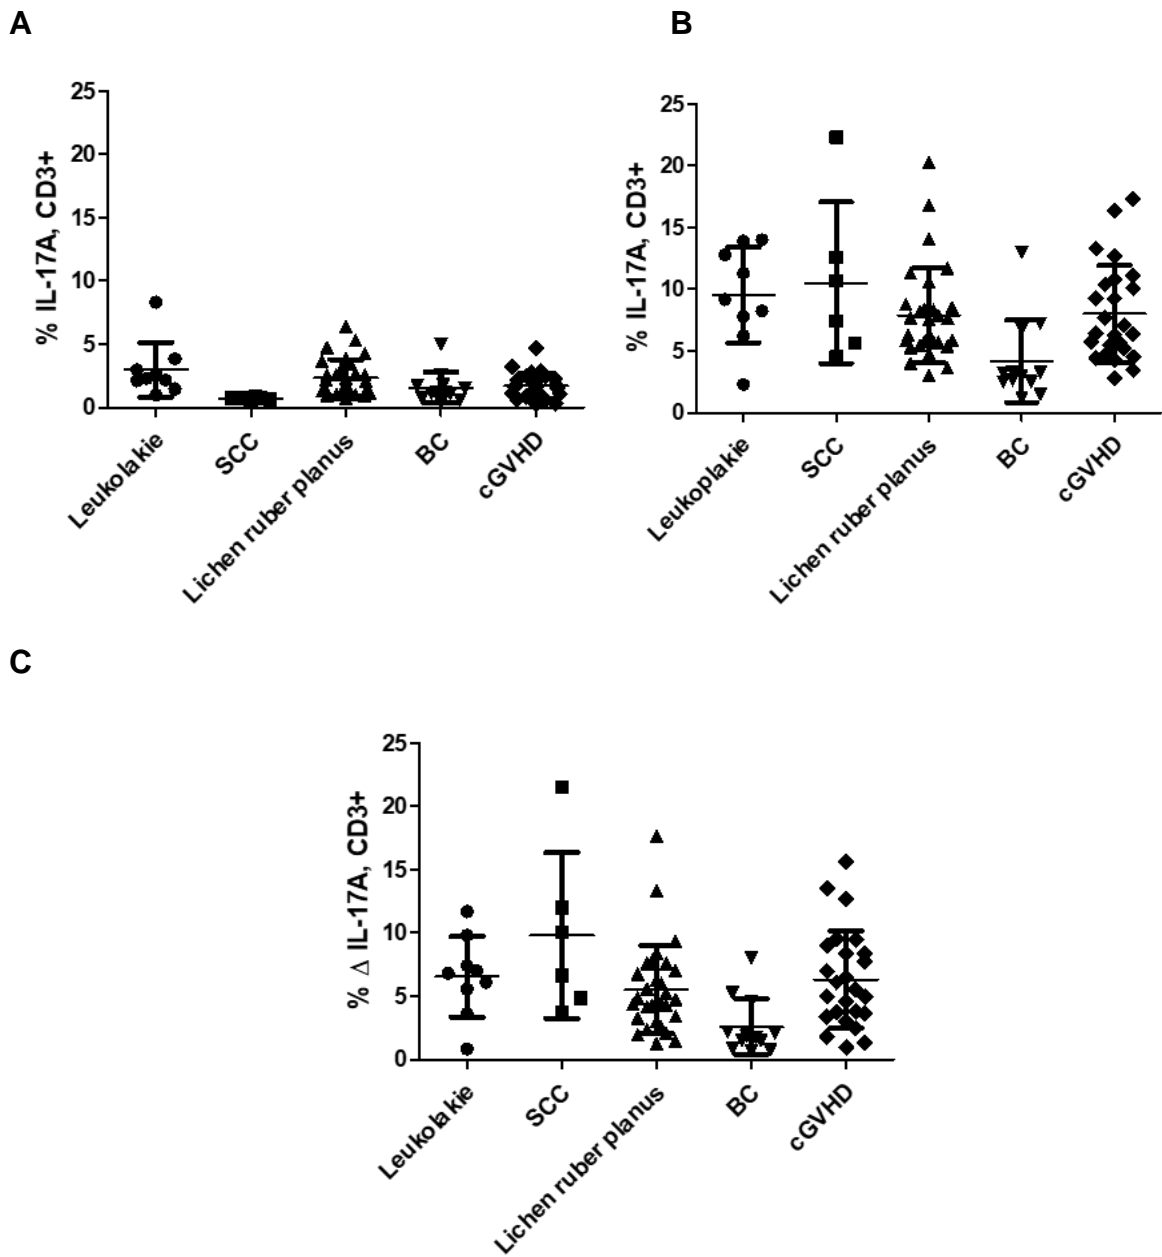 A
B
% IL-17A, CD3+
25
20
15
10
5
0
Leukolakie
SCC
Lichen ruber planus
BC
cGVHD
% IL-17A, CD3+
25
20
15
10
5
0
Leukoplakie
SCC
Lichen ruber planus
BC
cGVHD
C
% Δ IL-17A, CD3+
25
20
15
10
5
0
Leukolakie
SCC
Lichen ruber planus
BC
cGVHD